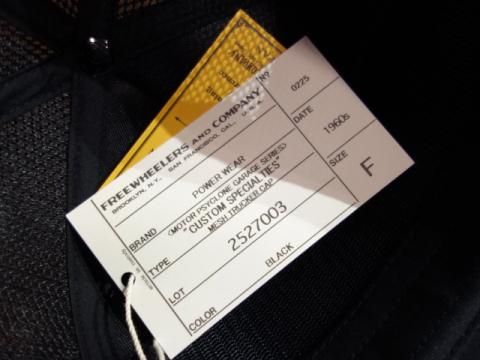 FREEWHEELERS AND COMPANY
BROOKLYN, N.Y. SAN FRANCISCO, CAL., U.S.A.
Nº 0225
BRAND POWER WEAR
(MOTOR PSYCLONE GARAGE SERIES)
DATE 1960s
TYPE "CUSTOM SPECIALTIES"
MESH TRUCKER CAP
SIZE F
LOT 2527003
COLOR BLACK
COMPANY